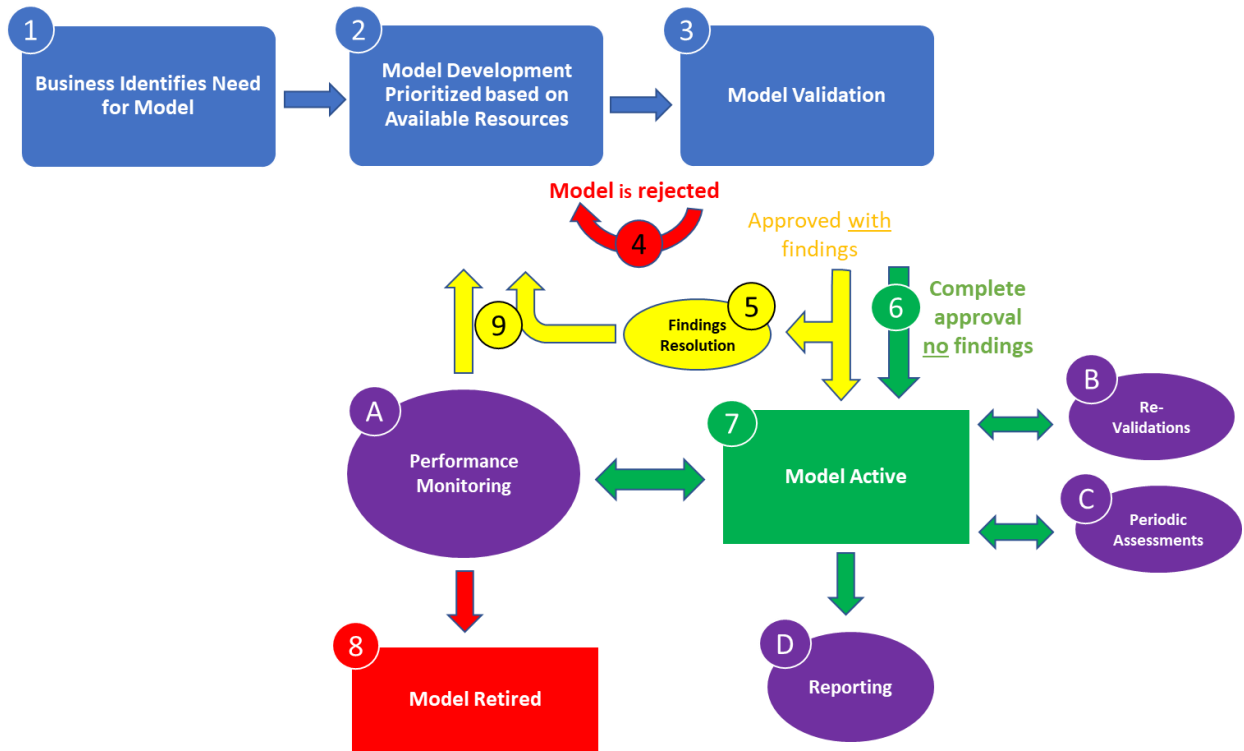 1
Business Identifies Need
for Model
2
Model Development
Prioritized based on
Available Resources
3
Model Validation
Model is rejected
4
Approved with
findings
5
Findings
Resolution
6
Complete
approval
no findings
9
A
Performance
Monitoring
7
Model Active
B
Re-
Validations
C
Periodic
Assessments
8
Model Retired
D
Reporting